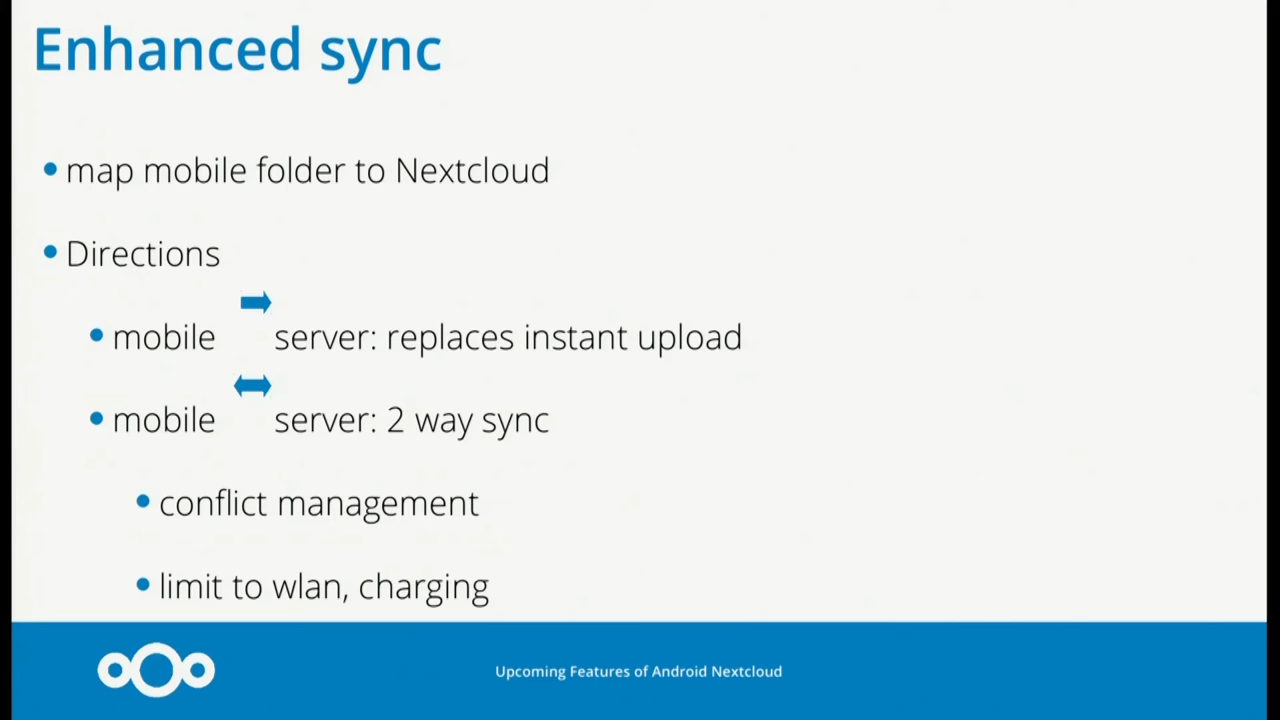 Enhanced sync
map mobile folder to Nextcloud
Directions
mobile server: replaces instant upload
mobile server: 2 way sync
conflict management
limit to wlan, charging
Upcoming Features of Android Nextcloud